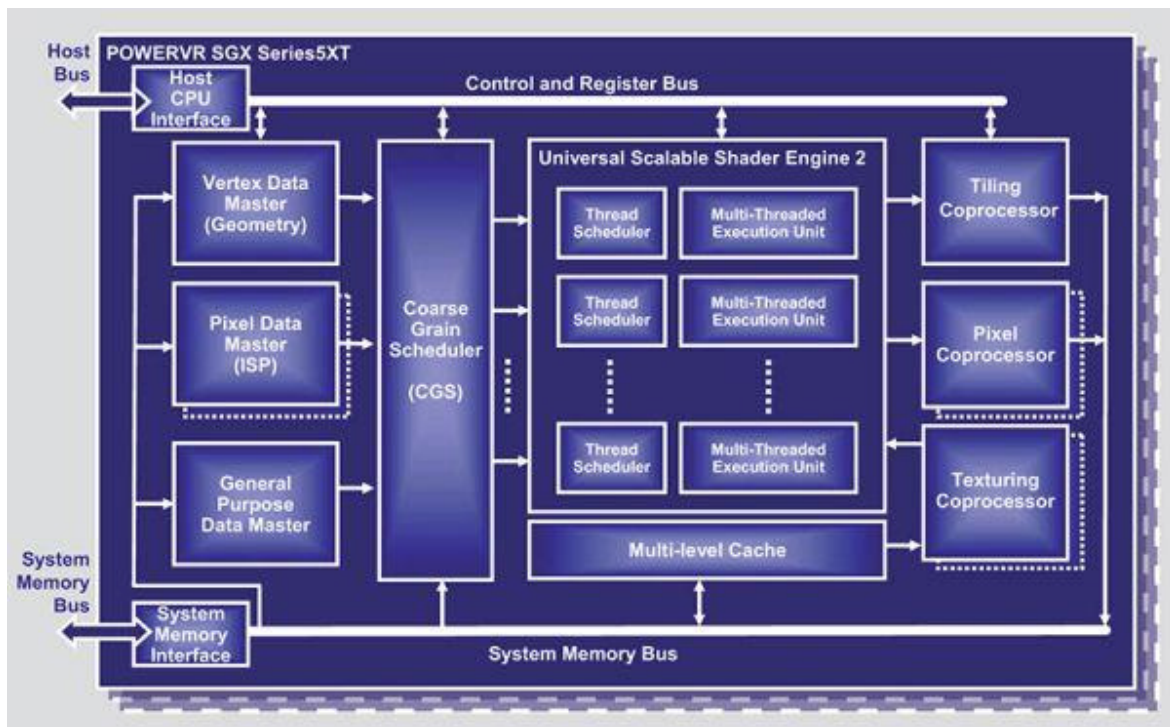 Host
Bus
POWERVR SGX Series5XT
Host
CPU
Interface
Control and Register Bus
Vertex Data
Master
(Geometry)
Pixel Data
Master
(ISP)
General
Purpose
Data Master
Coarse
Grain
Scheduler
(CGS)
Universal Scalable Shader Engine 2
Thread
Scheduler
Multi-Threaded
Execution Unit
Thread
Scheduler
Multi-Threaded
Execution Unit
Thread
Scheduler
Multi-Threaded
Execution Unit
Multi-level Cache
Tiling
Coprocessor
Pixel
Coprocessor
Texturing
Coprocessor
System
Memory
Bus
System
Memory
Interface
System Memory Bus